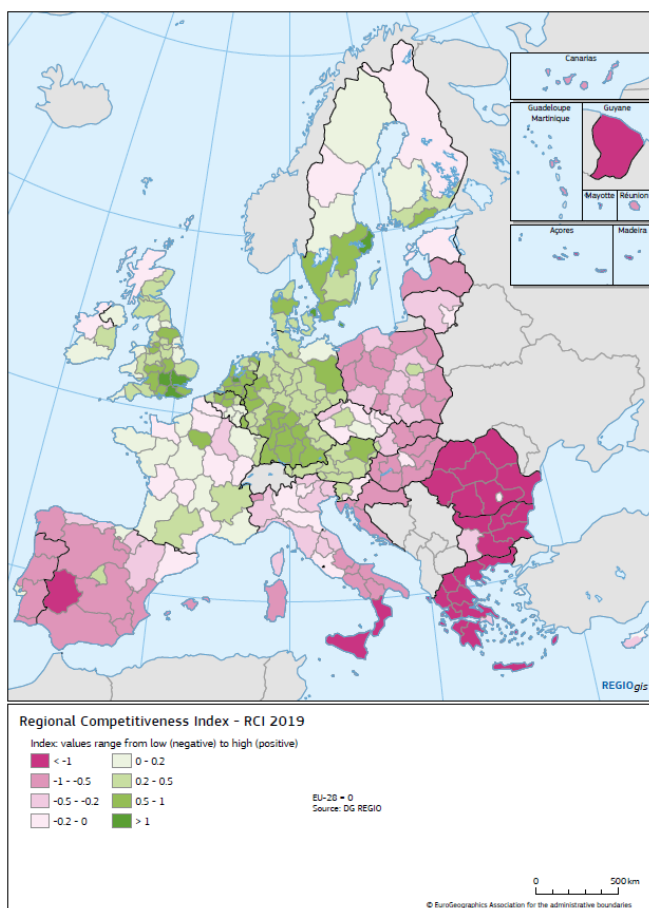 Canarias
Guadeloupe
Martinique
Guyane
Mayotte
Réunion
Açores
Madeira
REGIOgis
Regional Competitiveness Index - RCI 2019
Index: values range from low (negative) to high (positive)
< -1
-1 - -0.5
-0.5 - -0.2
-0.2 - 0
0 - 0.2
0.2 - 0.5
0.5 - 1
> 1
EU-28 = 0
Source: DG REGIO
0 500 km
© EuroGeographics Association for the administrative boundaries